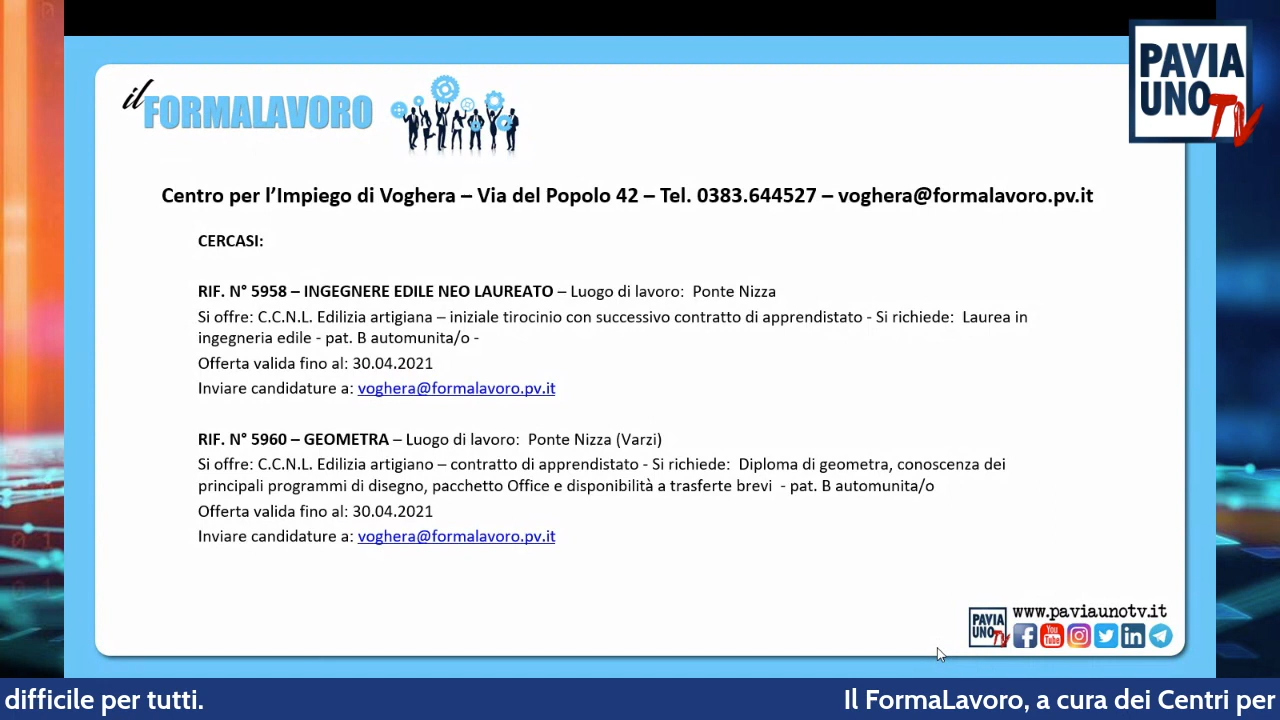 PAVIA
UNO TV
il FORMALAVORO
Centro per l’Impiego di Voghera – Via del Popolo 42 – Tel. 0383.644527 – voghera@formalavoro.pv.it
CERCASI:
RIF. N° 5958 – INGEGNERE EDILE NEO LAUREATO – Luogo di lavoro: Ponte Nizza
Si offre: C.C.N.L. Edilizia artigiana – iniziale tirocinio con successivo contratto di apprendistato - Si richiede: Laurea in
ingegneria edile - pat. B automunita/o -
Offerta valida fino al: 30.04.2021
Inviare candidature a: voghera@formalavoro.pv.it
RIF. N° 5960 – GEOMETRA – Luogo di lavoro: Ponte Nizza (Varzi)
Si offre: C.C.N.L. Edilizia artigiano – contratto di apprendistato - Si richiede: Diploma di geometra, conoscenza dei
principali programmi di disegno, pacchetto Office e disponibilità a trasferte brevi - pat. B automunita/o
Offerta valida fino al: 30.04.2021
Inviare candidature a: voghera@formalavoro.pv.it
www.paviaunotv.it
PAVIA
UNO TV
You
Tube
difficile per tutti. Il FormaLavoro, a cura dei Centri per